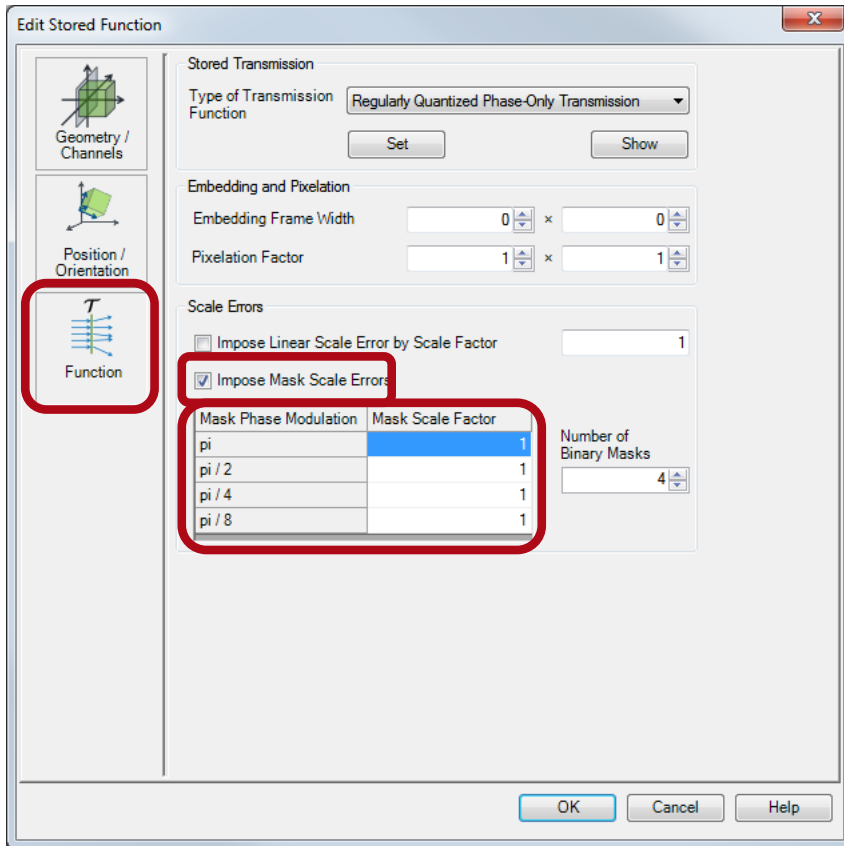 Edit Stored Function
x
Geometry /
Channels
Position /
Orientation
T
Function
Stored Transmission
Type of Transmission
Function
Regularly Quantized Phase-Only Transmission
Set
Show
Embedding and Pixelation
Embedding Frame Width
0 × 0
Pixelation Factor
1 × 1
Scale Errors
Impose Linear Scale Error by Scale Factor
1
Impose Mask Scale Errors
Mask Phase Modulation Mask Scale Factor
pi 1
pi / 2 1
pi / 4 1
pi / 8 1
Number of
Binary Masks
4
OK
Cancel
Help